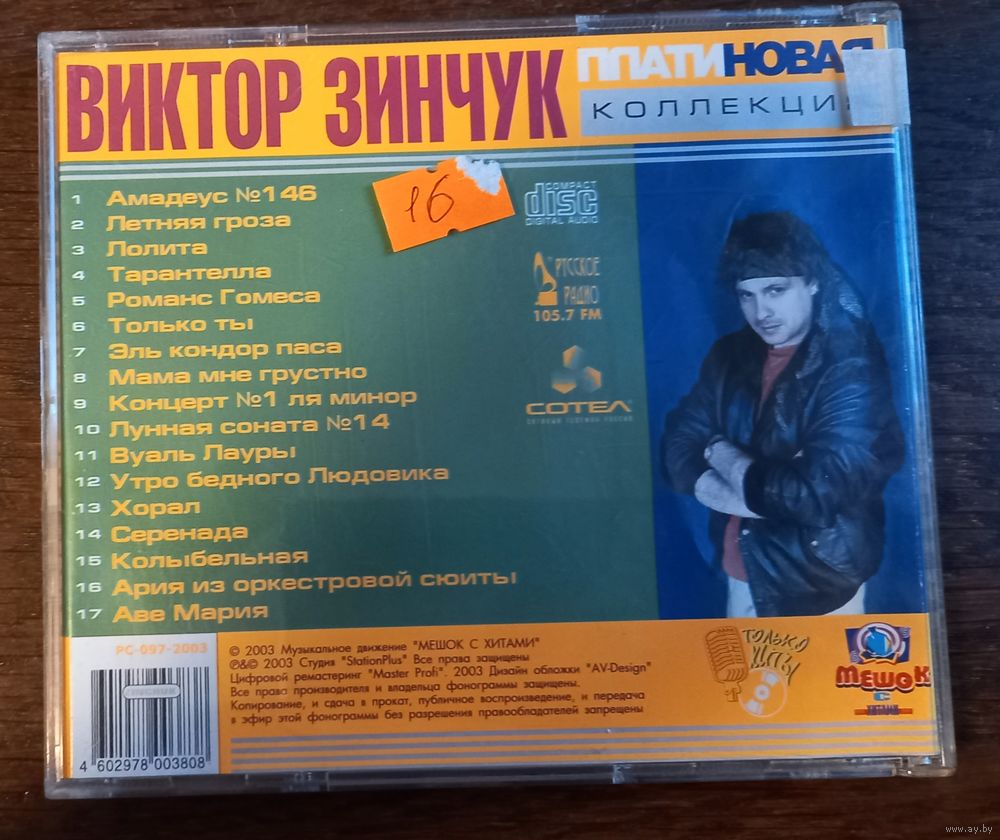 ВИКТОР ЗИНЧУК
ПЛАТИНОВАЯ
КОЛЛЕКЦИ
16
1 Амадеус №146
2 Летняя гроза
3 Лолита
4 Тарантелла
5 Романс Гомеса
6 Только ты
7 Эль кондор паса
8 Мама мне грустно
9 Концерт №1 ля минор
10 Лунная соната №14
11 Вуаль Лауры
12 Утро бедного Людовика
13 Хорал
14 Серенада
15 Колыбельная
16 Ария из оркестровой сюиты
17 Аве Мария
COMPACT
disc
DIGITAL AUDIO
РУССКОЕ
РАДИО
105.7 FM
СОТЕЛ
PC-097-2003
4 602978 003808
© 2003 Музыкальное движение "МЕШОК С ХИТАМИ"
℗&© 2003 Студия "StationPlus" Все права защищены
Цифровой ремастеринг "Master Profi". 2003 Дизайн обложки "AV-Design"
Все права производителя и владельца фонограммы защищены.
Копирование, и сдача в прокат, публичное воспроизведение, и передача
в эфир этой фонограммы без разрешения правообладателей запрещены
ТОЛЬКО
ХИТЫ
МЕШОК
С
ХИТАМИ
www.ay.by